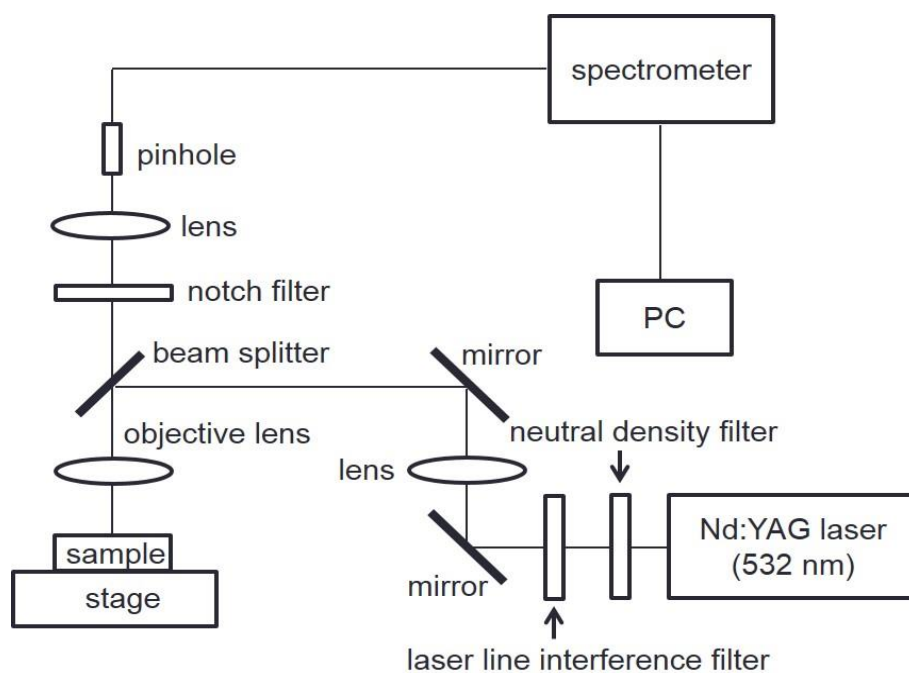 spectrometer
pinhole
lens
notch filter
PC
beam splitter
mirror
objective lens
neutral density filter
lens
Nd:YAG laser
(532 nm)
sample
stage
mirror
laser line interference filter